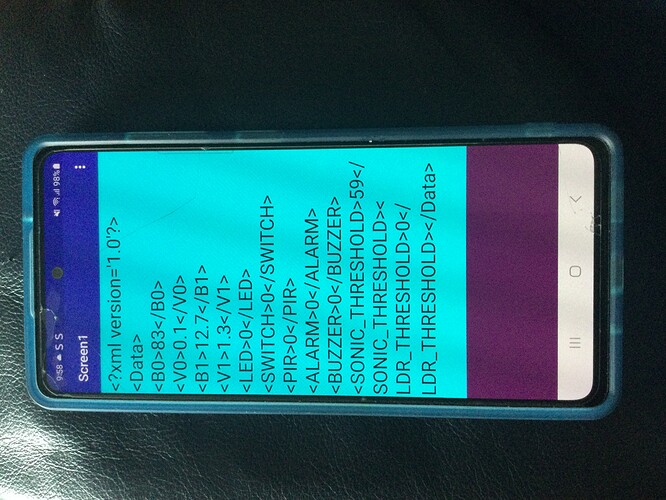 9:58 S S 98%
Screen1
<?xml version='1.0'?>
<Data>
<B0>83</B0>
<V0>0.1</V0>
<B1>12.7</B1>
<V1>1.3</V1>
<LED>0</LED>
<SWITCH>0</SWITCH>
<PIR>0</PIR>
<ALARM>0</ALARM>
<BUZZER>0</BUZZER>
<SONIC_THRESHOLD>59</
SONIC_THRESHOLD><
LDR_THRESHOLD>0</
LDR_THRESHOLD></Data>